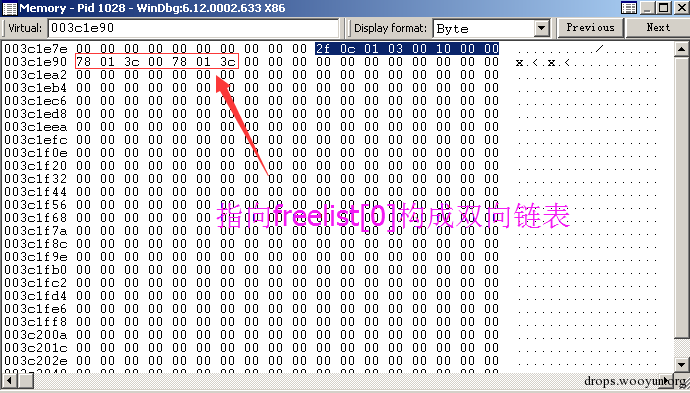 Memory - Pid 1028 - WinDbg:6.12.0002.633 X86
Virtual: 003c1e90 Display format: Byte Previous Next
003c1e7e 00 00 00 00 00 00 00 00 00 00 2f 0c 01 03 00 10 00 00 ........../.......
003c1e90 78 01 3c 00 78 01 3c 00 00 00 00 00 00 00 00 00 00 00 x.<.x.<...........
003c1ea2 00 00 00 00 00 00 00 00 00 00 00 00 00 00 00 00 00 00 ..................
003c1eb4 00 00 00 00 00 00 00 00 00 00 00 00 00 00 00 00 00 00 ..................
003c1ec6 00 00 00 00 00 00 00 00 00 00 00 00 00 00 00 00 00 00 ..................
003c1ed8 00 00 00 00 00 00 00 00 00 00 00 00 00 00 00 00 00 00 ..................
003c1eea 00 00 00 00 00 00 00 00 00 00 00 00 00 00 00 00 00 00 ..................
003c1efc 00 00 00 00 00 00 00 00 00 00 00 00 00 00 00 00 00 00 ..................
003c1f0e 00 00 00 00 00 00 00 00 00 00 00 00 00 00 00 00 00 00 ..................
003c1f20 00 00 00 00 00 00 00 00 00 00 00 00 00 00 00 00 00 00 ..................
003c1f32 00 00 00 00 00 00 00 00 00 00 00 00 00 00 00 00 00 00 ..................
003c1f44 00 00 00 00 00 00 00 00 00 00 00 00 00 00 00 00 00 00 ..................
003c1f56 00 00 00 00 00 00 00 00 00 00 00 00 00 00 00 00 00 00 ..................
指向freelist[0]构成双向链表
003c1f68 00 00 00 00 00 00 00 00 00 00 00 00 00 00 00 00 00 00 ..................
003c1f7a 00 00 00 00 00 00 00 00 00 00 00 00 00 00 00 00 00 00 ..................
003c1f8c 00 00 00 00 00 00 00 00 00 00 00 00 00 00 00 00 00 00 ..................
003c1f9e 00 00 00 00 00 00 00 00 00 00 00 00 00 00 00 00 00 00 ..................
003c1fb0 00 00 00 00 00 00 00 00 00 00 00 00 00 00 00 00 00 00 ..................
003c1fc2 00 00 00 00 00 00 00 00 00 00 00 00 00 00 00 00 00 00 ..................
003c1fd4 00 00 00 00 00 00 00 00 00 00 00 00 00 00 00 00 00 00 ..................
003c1fe6 00 00 00 00 00 00 00 00 00 00 00 00 00 00 00 00 00 00 ..................
003c1ff8 00 00 00 00 00 00 00 00 00 00 00 00 00 00 00 00 00 00 ..................
003c200a 00 00 00 00 00 00 00 00 00 00 00 00 00 00 00 00 00 00 ..................
003c201c 00 00 00 00 00 00 00 00 00 00 00 00 00 00 00 00 00 00 ..................
003c202e 00 00 00 00 00 00 00 00 00 00 00 00 00 00 00 00 00 00 ..................
drops.wooyun.org